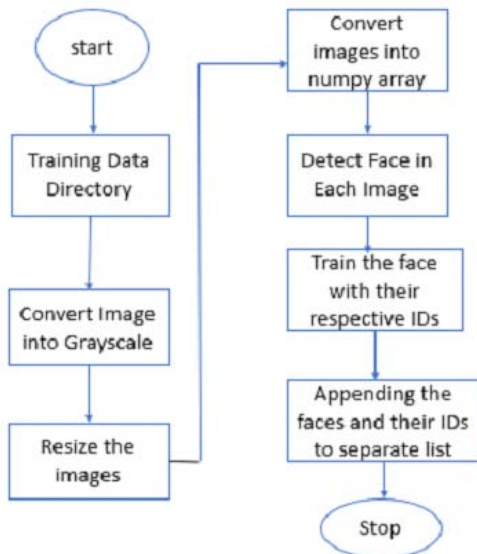 start
Training Data
Directory
Convert Image
into Grayscale
Resize the
images
Convert
images into
numpy array
Detect Face in
Each Image
Train the face
with their
respective IDs
Appending the
faces and their IDs
to separate list
Stop